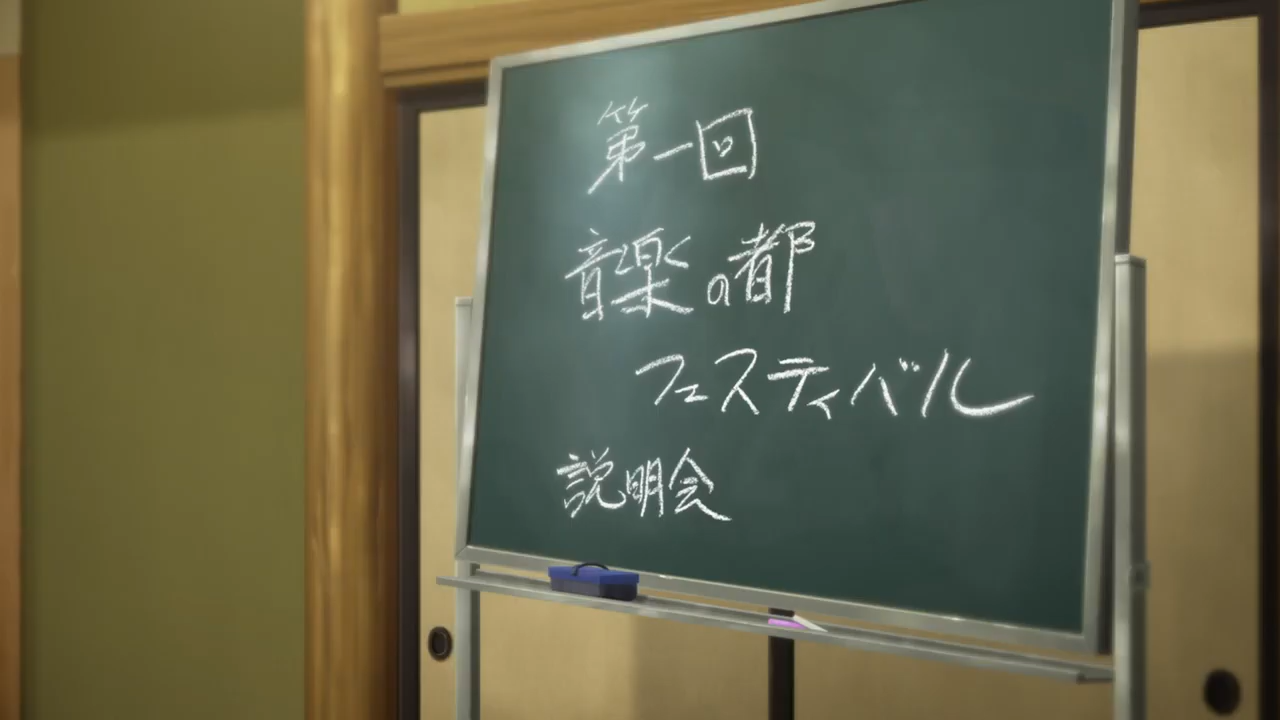 第一回
音楽の都
フェスティバル
説明会